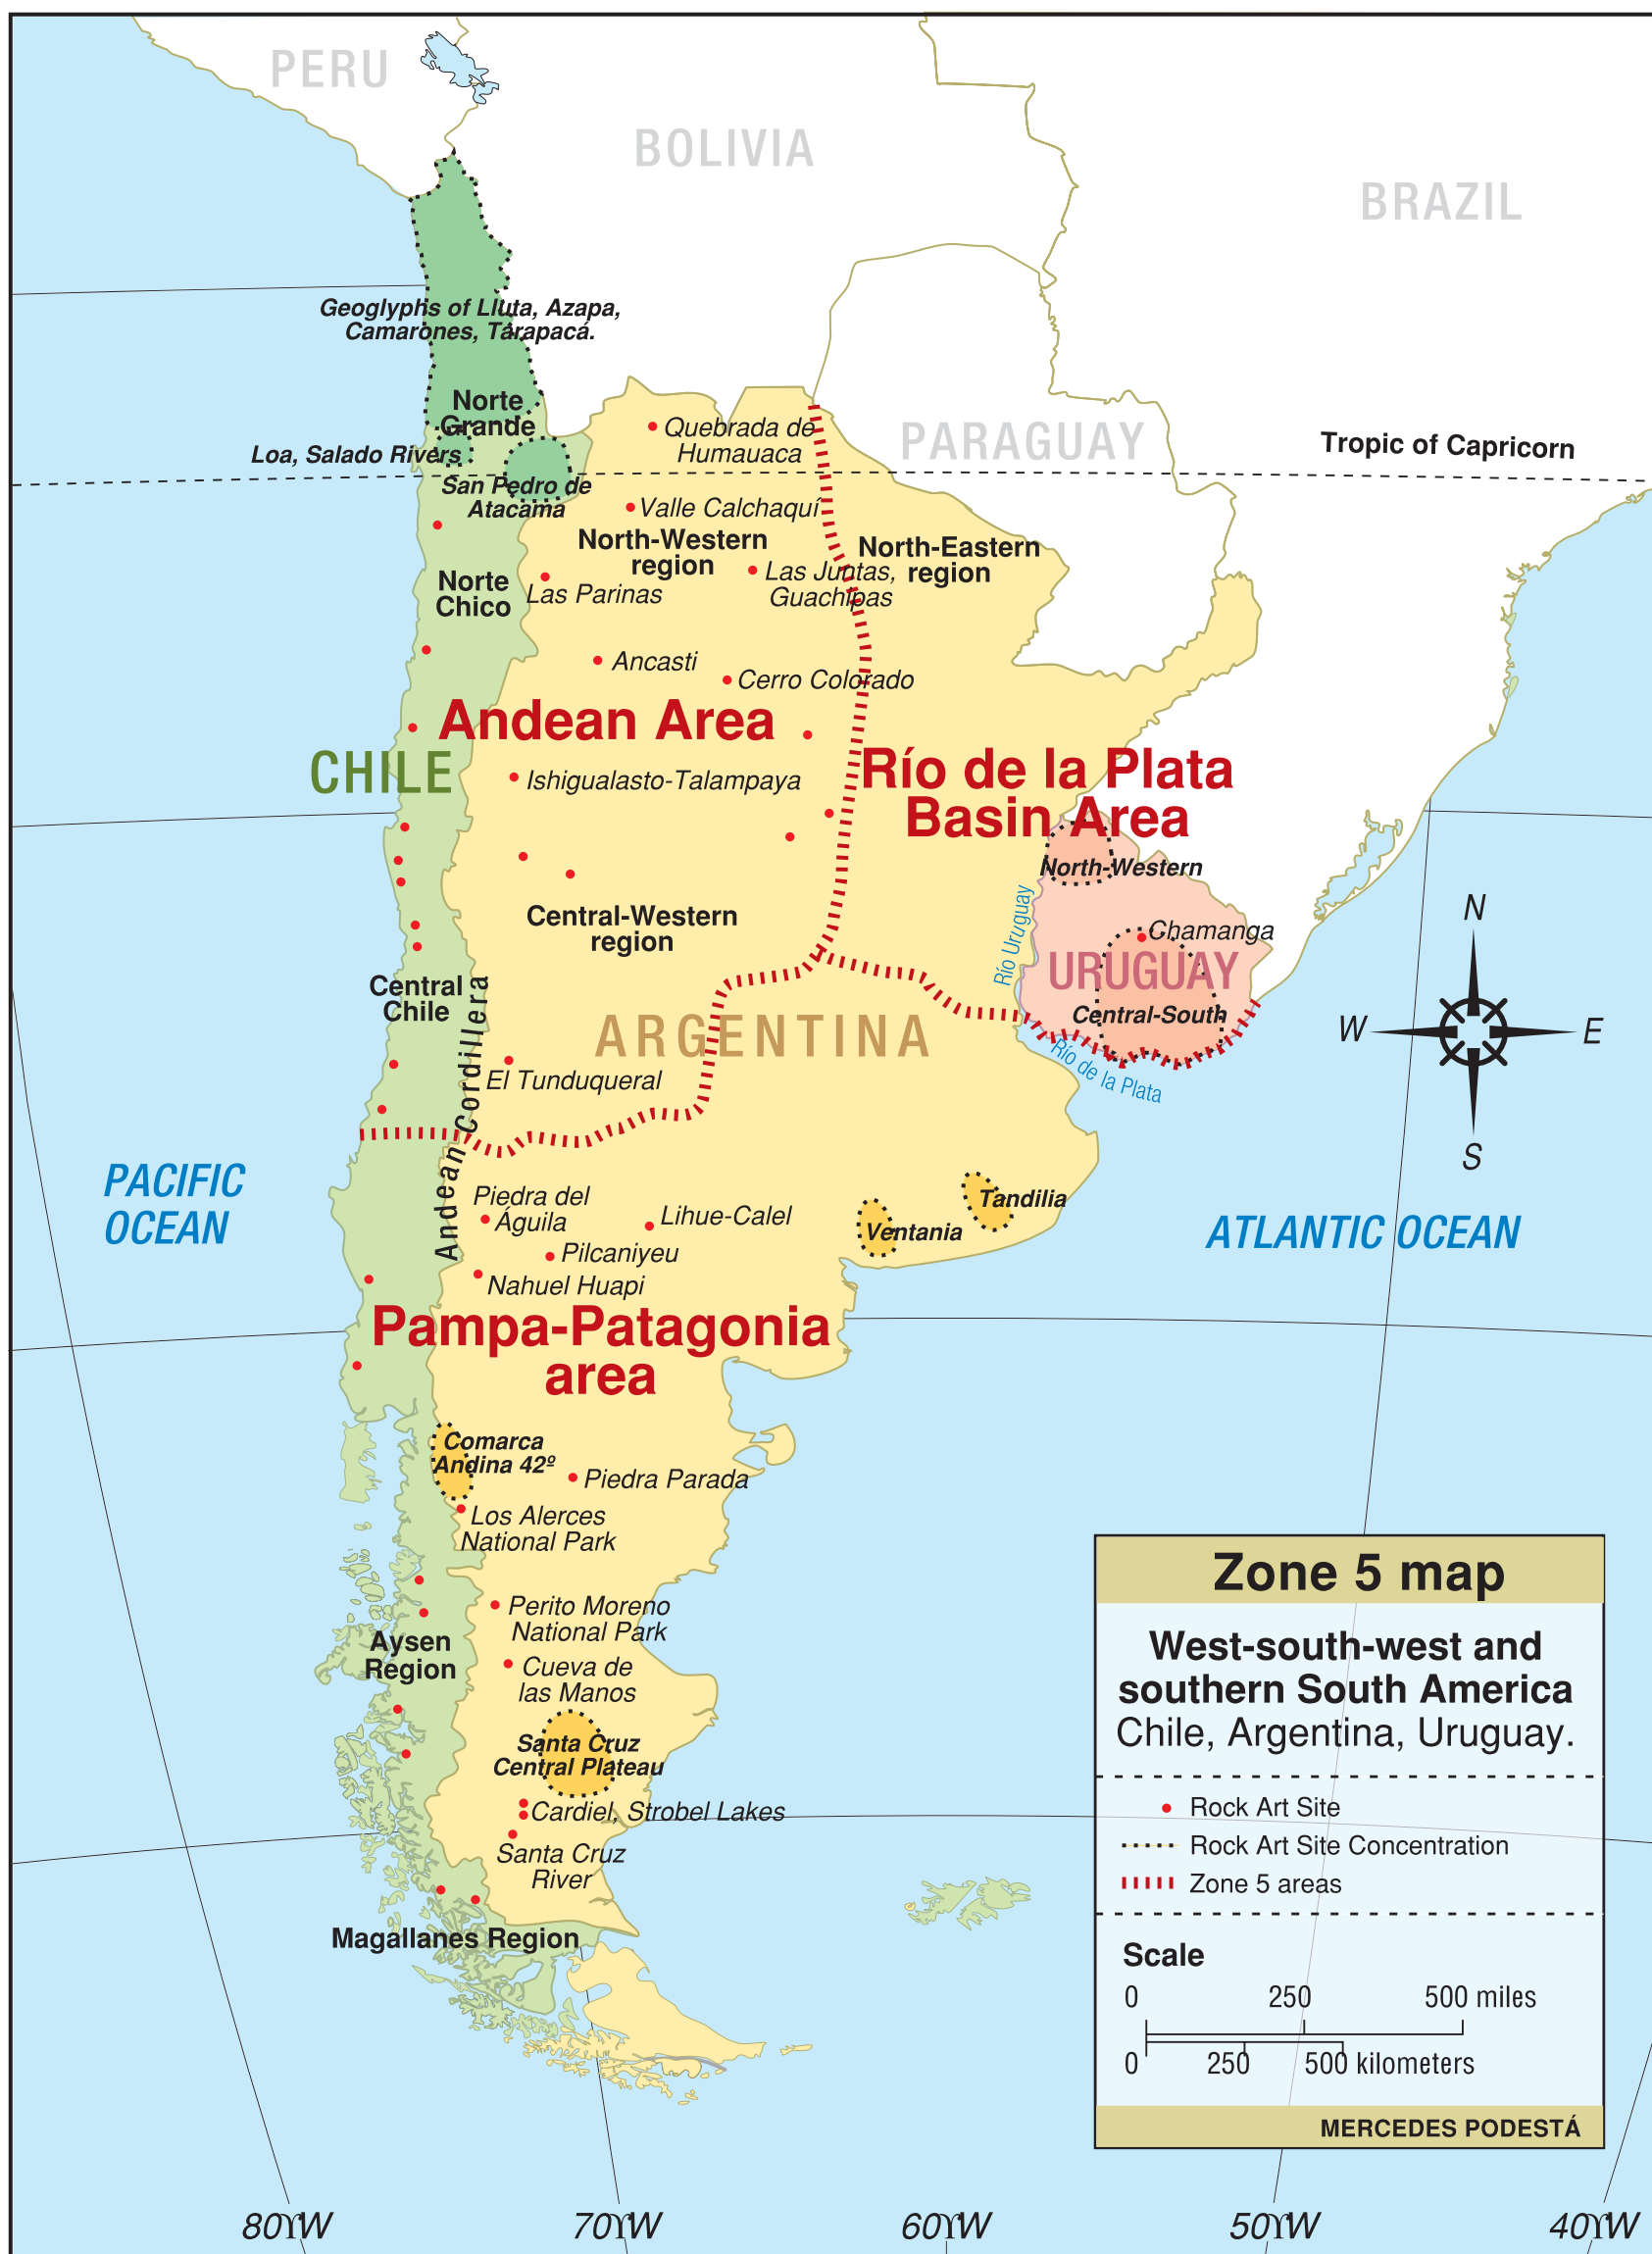 PERU
BOLIVIA
BRAZIL
Geoglyphs of Lluta, Azapa,
Camarones, Tarapacá.
Norte
Grande
Loa, Salado Rivers
San Pedro de
Atacama
Quebrada de
Humauaca
PARAGUAY
Tropic of Capricorn
Valle Calchaquí
North-Western
region
North-Eastern
region
Las Juntas,
Guachipas
Norte
Chico
Las Parinas
Ancasti
Cerro Colorado
Andean Area
CHILE
Ishigualasto-Talampaya
Río de la Plata
Basin Area
North-Western
Río Uruguay
Chamanga
URUGUAY
Central-South
Río de la Plata
Central-Western
region
Central
Chile
Andean Cordillera
ARGENTINA
El Tunduqueral
N
W
E
S
PACIFIC
OCEAN
ATLANTIC OCEAN
Piedra del
Águila
Lihue-Calel
Pilcaniyeu
Nahuel Huapi
Ventania
Tandilia
Pampa-Patagonia
area
Comarca
Andina 42º
Piedra Parada
Los Alerces
National Park
Perito Moreno
National Park
Aysen
Region
Cueva de
las Manos
Santa Cruz
Central Plateau
Cardiel, Strobel Lakes
Santa Cruz
River
Magallanes Region
Zone 5 map
West-south-west and
southern South America
Chile, Argentina, Uruguay.
Rock Art Site
Rock Art Site Concentration
Zone 5 areas
Scale
0 250 500 miles
0 250 500 kilometers
MERCEDES PODESTÁ
80ϒW 70ϒW 60ϒW 50ϒW 40ϒW